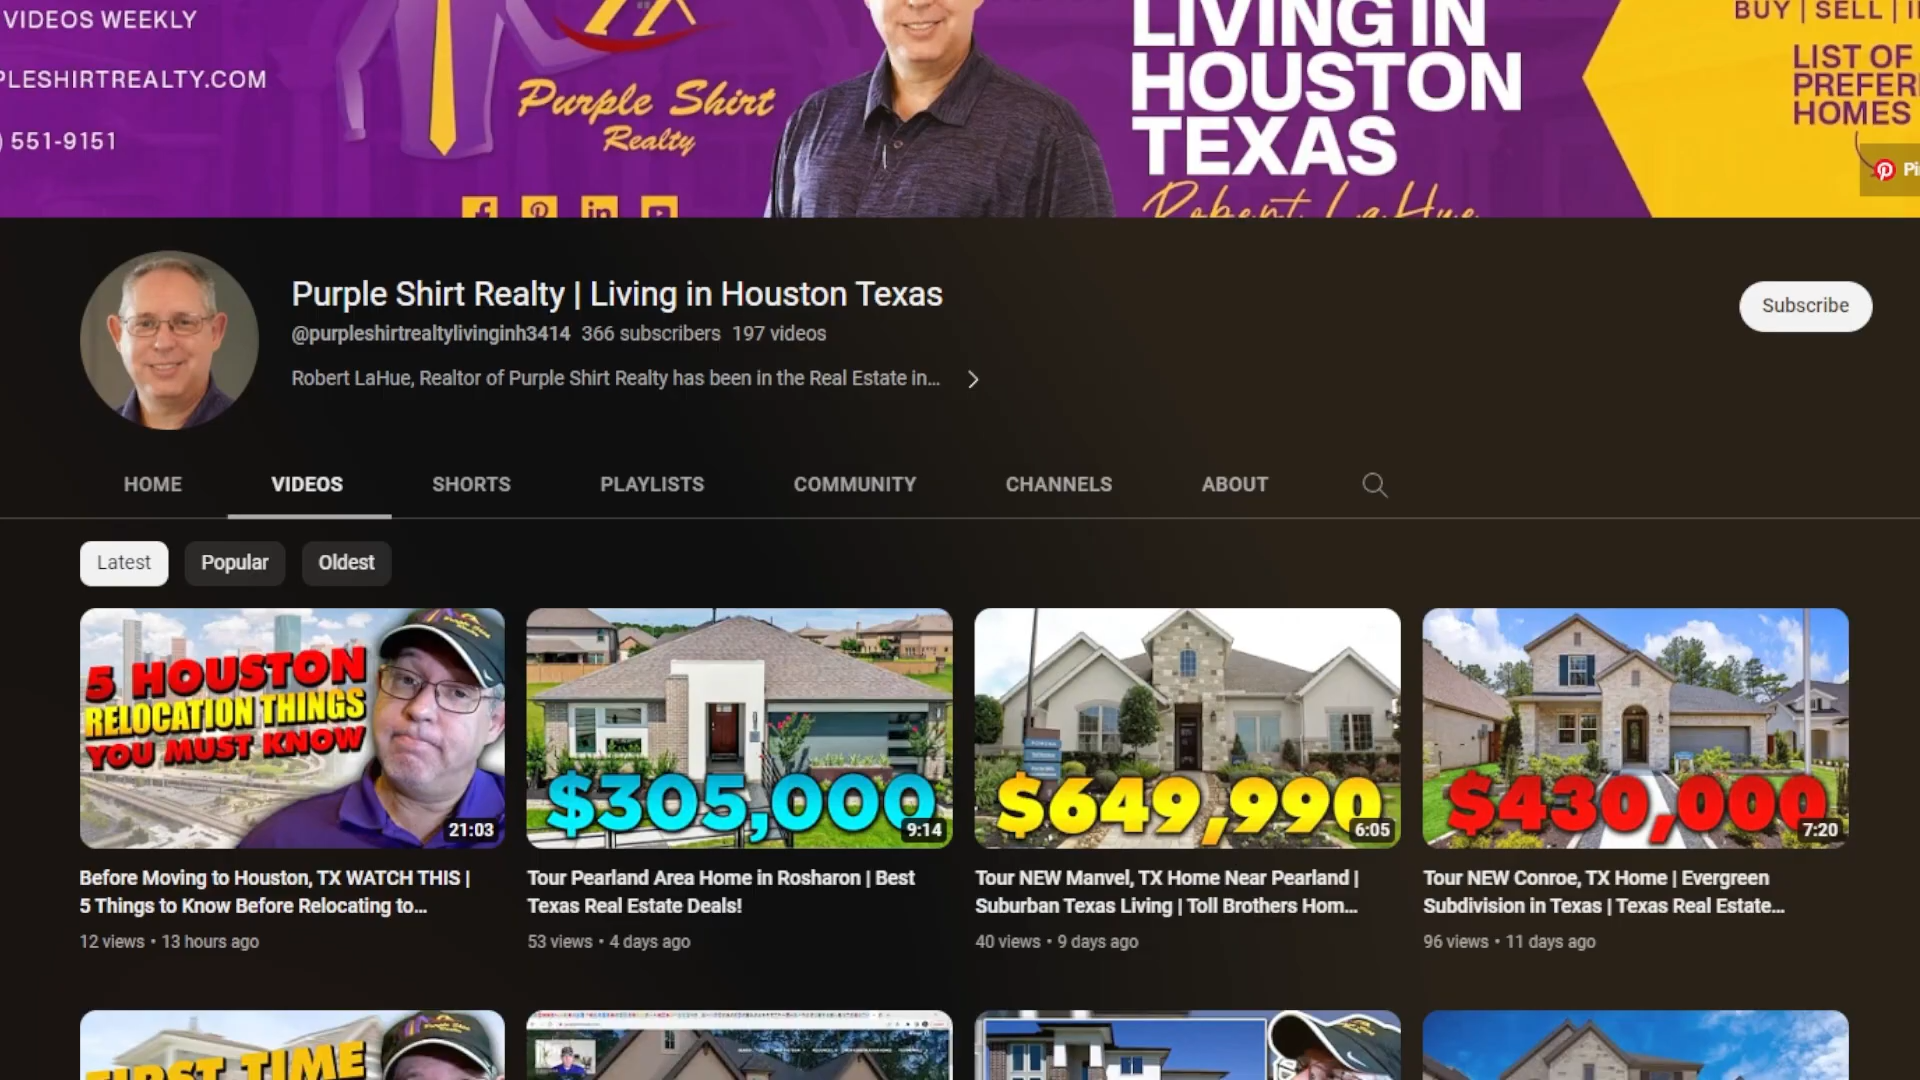 VIDEOS WEEKLY
PLESHIRTREALTY.COM
) 551-9151
Purple Shirt
Realty
LIVING IN
HOUSTON
TEXAS
Robert LaHue
BUY | SELL |
LIST OF
PREFER
HOMES
Pi
Purple Shirt Realty | Living in Houston Texas
@purpleshirtrealtylivinginh3414 366 subscribers 197 videos
Robert LaHue, Realtor of Purple Shirt Realty has been in the Real Estate in...
Subscribe
HOME
VIDEOS
SHORTS
PLAYLISTS
COMMUNITY
CHANNELS
ABOUT
Latest
Popular
Oldest
5 HOUSTON
RELOCATION THINGS
YOU MUST KNOW
21:03
Before Moving to Houston, TX WATCH THIS |
5 Things to Know Before Relocating to...
12 views • 13 hours ago
$305,000
9:14
Tour Pearland Area Home in Rosharon | Best
Texas Real Estate Deals!
53 views • 4 days ago
$649,990
6:05
Tour NEW Manvel, TX Home Near Pearland |
Suburban Texas Living | Toll Brothers Hom...
40 views • 9 days ago
$430,000
7:20
Tour NEW Conroe, TX Home | Evergreen
Subdivision in Texas | Texas Real Estate...
96 views • 11 days ago
FIRST TIME